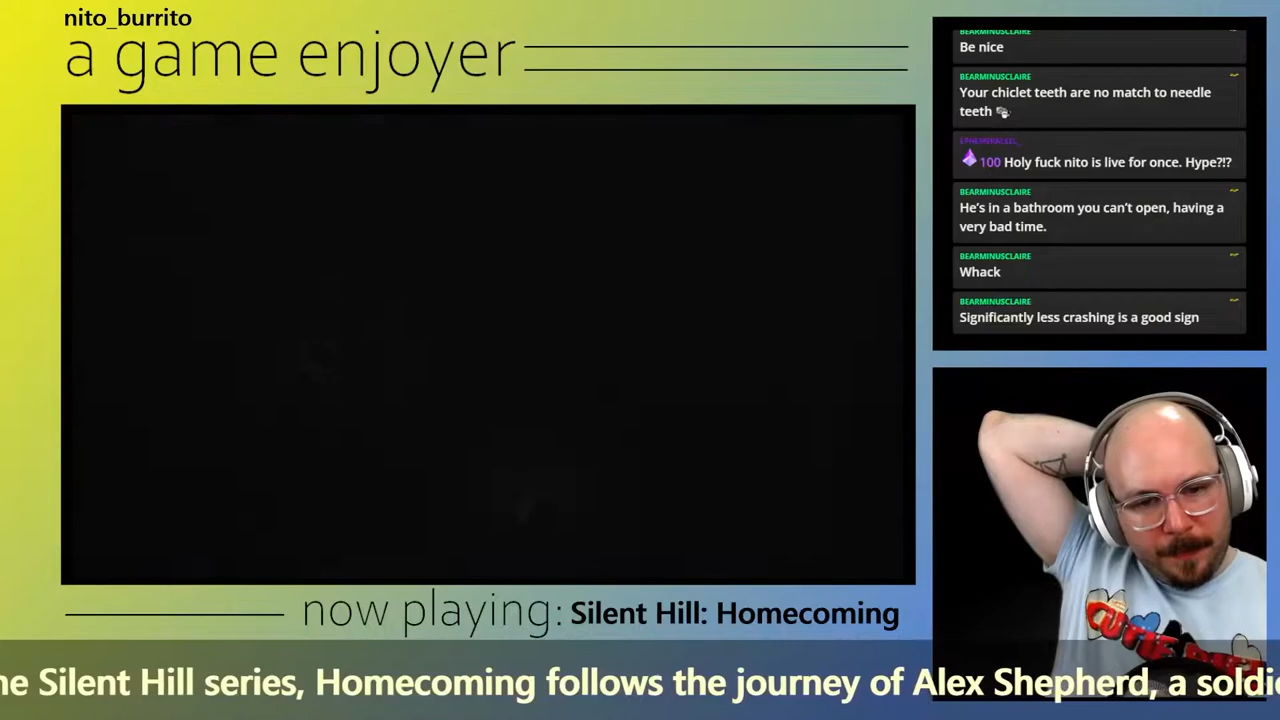 nito_burrito
a game enjoyer
BEARMINUSCLAIRE
Be nice
BEARMINUSCLAIRE
Your chiclet teeth are no match to needle
teeth
100 Holy fuck nito is live for once. Hype?!?
BEARMINUSCLAIRE
He's in a bathroom you can't open, having a
very bad time.
BEARMINUSCLAIRE
Whack
BEARMINUSCLAIRE
Significantly less crashing is a good sign
CUTIE
now playing: Silent Hill: Homecoming
ne Silent Hill series, Homecoming follows the journey of Alex Shepherd, a soldie